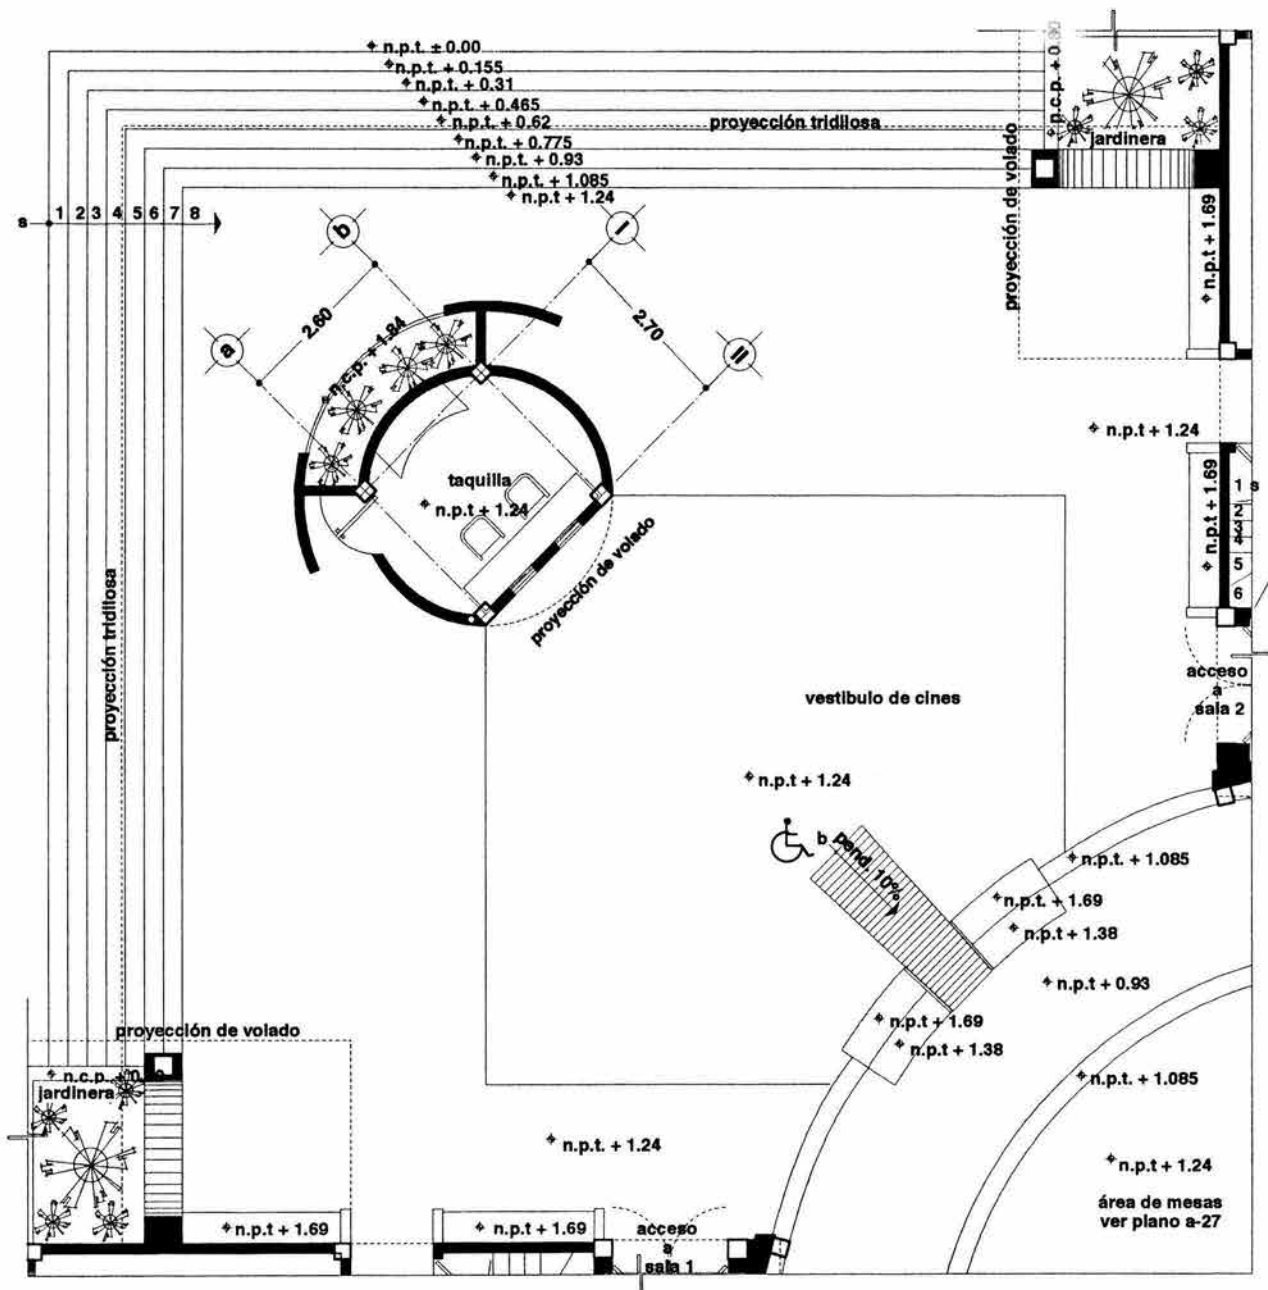 n.p.t. ± 0.00
n.p.t. + 0.155
n.p.t. + 0.31
n.p.t. + 0.465
n.p.t. + 0.62
n.p.t. + 0.775
n.p.t. + 0.93
n.p.t. + 1.085
n.p.t + 1.24
proyección tridilosa
n.c.p.
jardinera
proyección de volado
n.p.t + 1.69
s 1 2 3 4 5 6 7 8
b
I
a
II
2.60
2.70
n.c.p. + 1.84
taquilla
n.p.t + 1.24
proyección de volado
n.p.t + 1.24
n.p.t + 1.69
1 s
2
3
4
5
6
proyección tridilosa
vestibulo de cines
acceso
a
sala 2
n.p.t + 1.24
b
pend. 10%
n.p.t. + 1.085
n.p.t. + 1.69
n.p.t + 1.38
n.p.t + 0.93
n.p.t. + 1.69
n.p.t + 1.38
proyección de volado
n.c.p.
jardinera
n.p.t. + 1.085
n.p.t. + 1.24
n.p.t + 1.24
área de mesas
ver plano a-27
n.p.t + 1.69
n.p.t + 1.69
acceso
a
sala 1